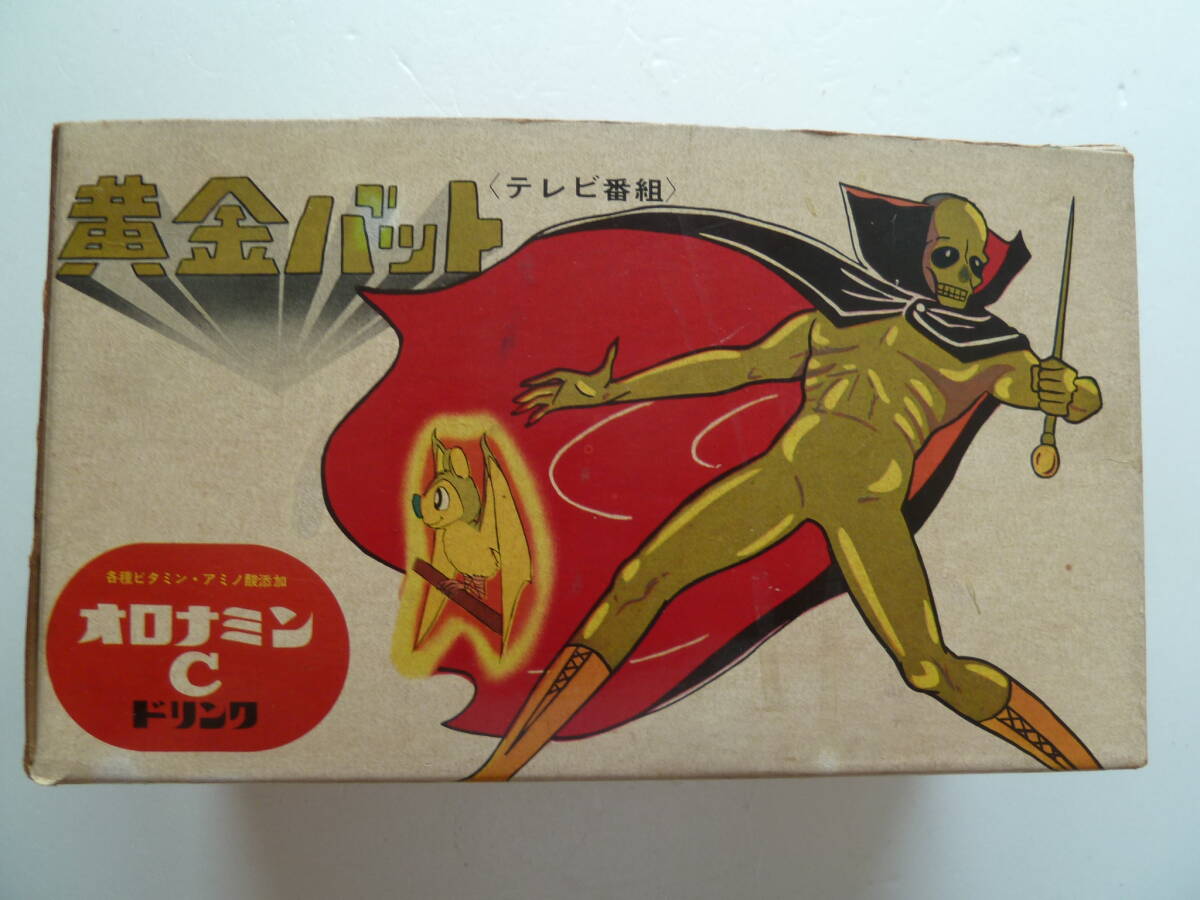 黄金バット
〈テレビ番組〉
各種ビタミン・アミノ酸添加
オロナミン
C
ドリンク